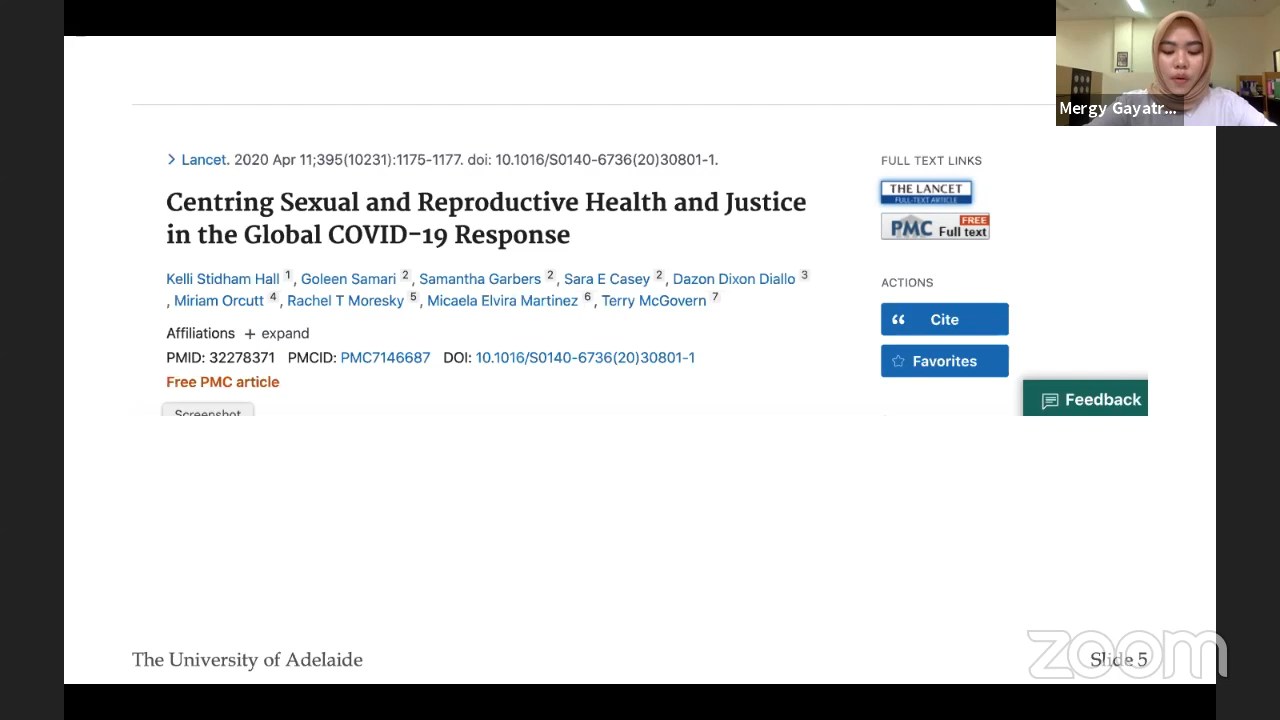 Mergy Gayatr...
Lancet. 2020 Apr 11;395(10231):1175-1177. doi: 10.1016/S0140-6736(20)30801-1.
Centring Sexual and Reproductive Health and Justice
in the Global COVID-19 Response
Kelli Stidham Hall 1, Goleen Samari 2, Samantha Garbers 2, Sara E Casey 2, Dazon Dixon Diallo 3
, Miriam Orcutt 4, Rachel T Moresky 5, Micaela Elvira Martinez 6, Terry McGovern 7
Affiliations + expand
PMID: 32278371 PMCID: PMC7146687 DOI: 10.1016/S0140-6736(20)30801-1
Free PMC article
Screenshot
FULL TEXT LINKS
THE LANCET
FULL-TEXT ARTICLE
PMC FREE Full text
ACTIONS
Cite
Favorites
Feedback
The University of Adelaide
Slide 5
zoom